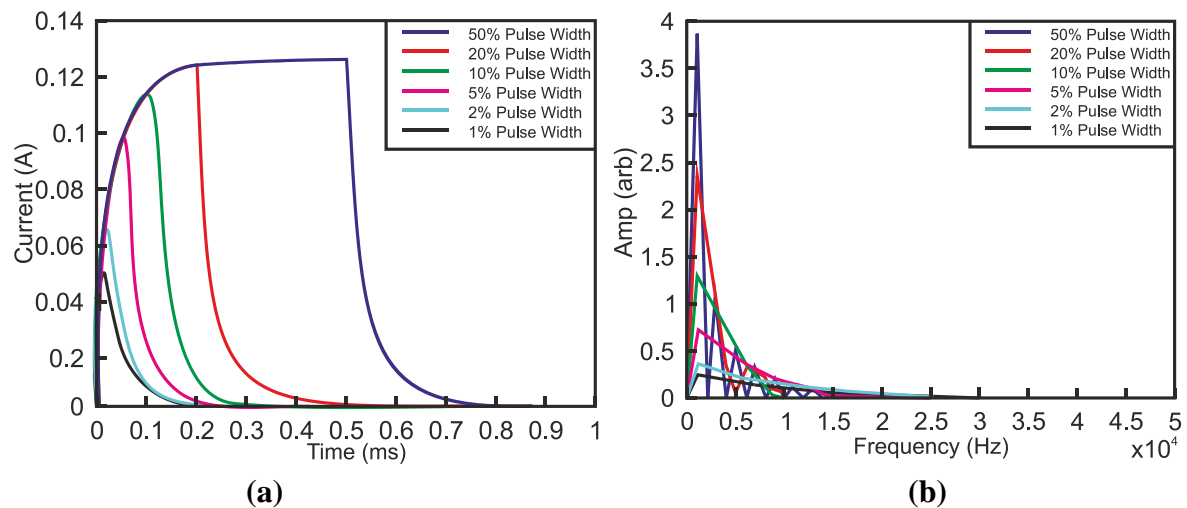 0.14
0.12
0.1
0.08
0.06
0.04
0.2
0
Current (A)
50% Pulse Width
20% Pulse Width
10% Pulse Width
5% Pulse Width
2% Pulse Width
1% Pulse Width
0 0.1 0.2 0.3 0.4 0.5 0.6 0.7 0.8 0.9 1
Time (ms)
(a)
4
3.5
3
2.5
2
1.5
1
0.5
0
Amp (arb)
50% Pulse Width
20% Pulse Width
10% Pulse Width
5% Pulse Width
2% Pulse Width
1% Pulse Width
0 0.5 1.0 1.5 2.0 2.5 30 3.5 4.0 4.5 50
Frequency (Hz)
x10⁴
(b)